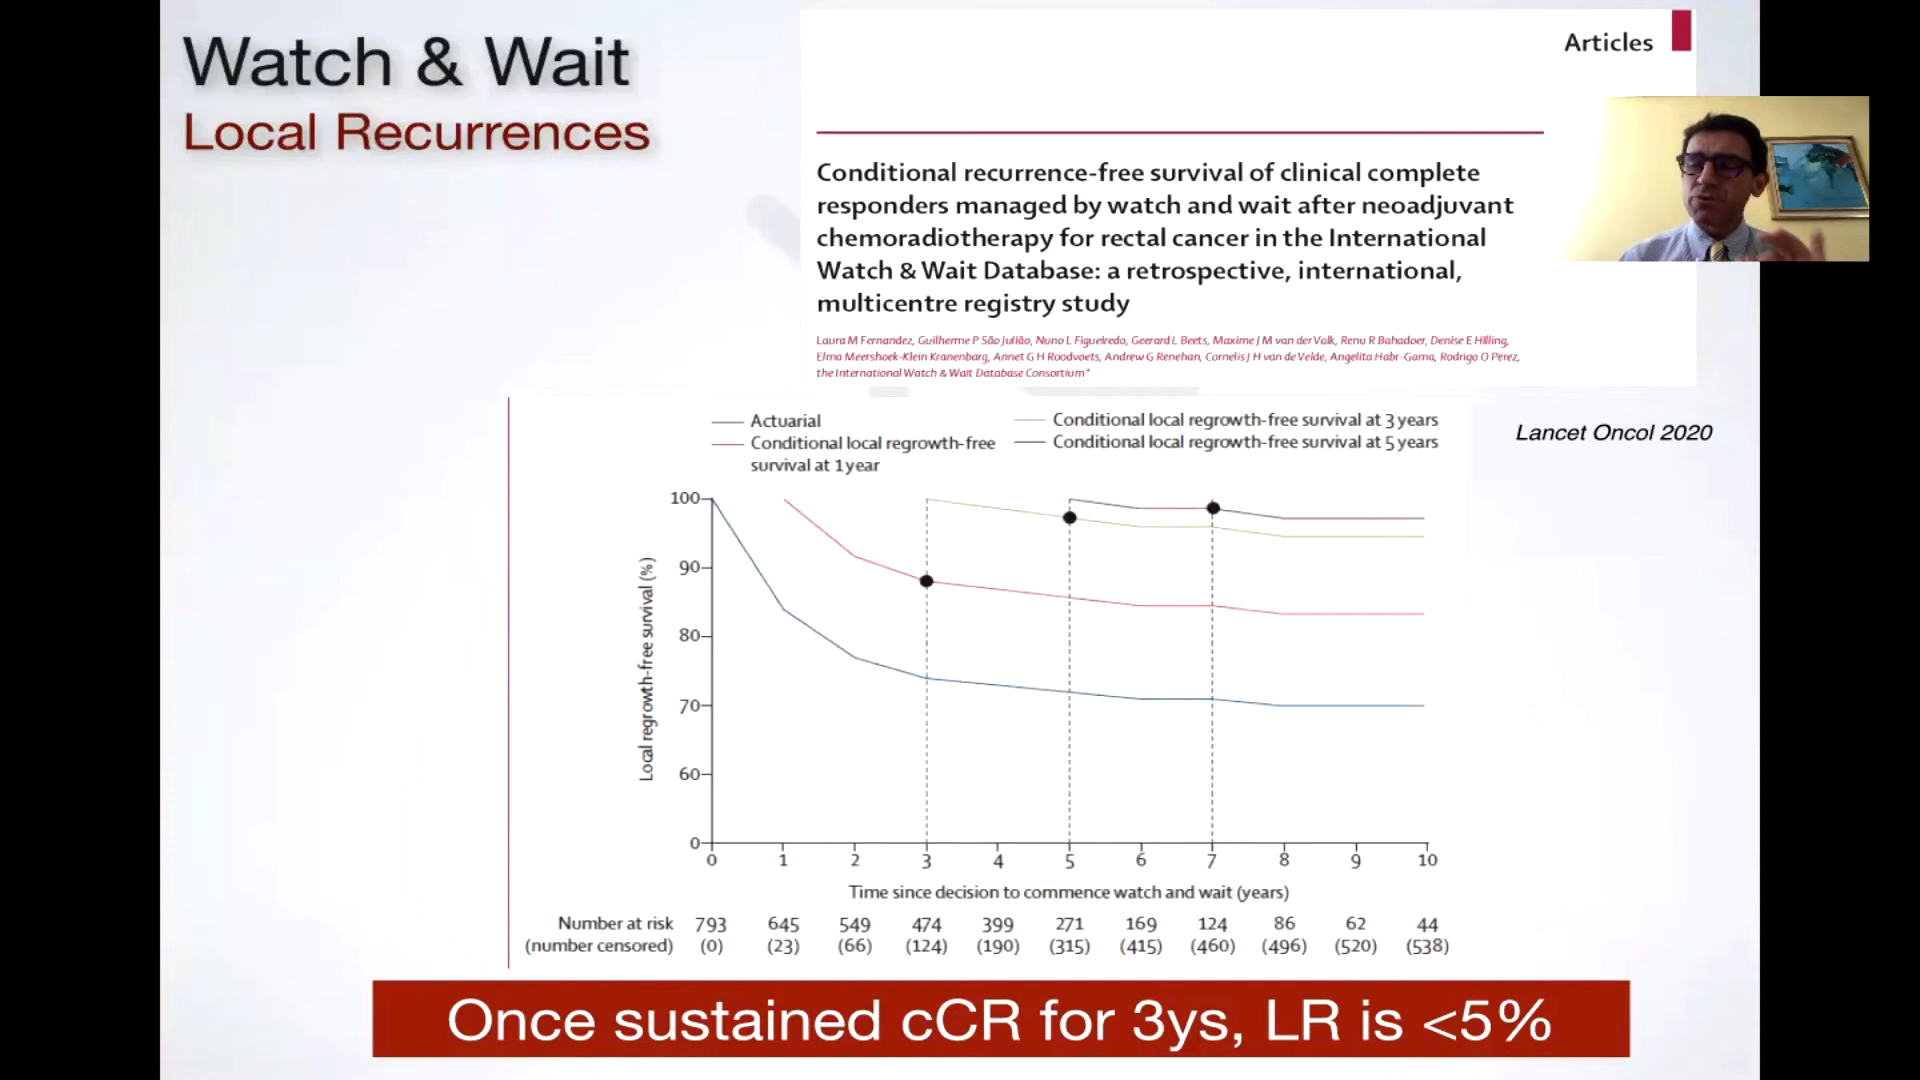 Watch & Wait
Local Recurrences
Articles
Conditional recurrence-free survival of clinical complete
responders managed by watch and wait after neoadjuvant
chemoradiotherapy for rectal cancer in the International
Watch & Wait Database: a retrospective, international,
multicentre registry study
Laura M Fernandez, Guilherme P São Julião, Nuno L Figueiredo, Geerard L Beets, Maxime J M van der Valk, Renu R Bahadoer, Denise E Hilling,
Elma Meershoek-Klein Kranenbarg, Annet G H Roodvoets, Andrew G Renehan, Cornelis J H van de Velde, Angelita Habr-Gama, Rodrigo O Perez,
the International Watch & Wait Database Consortium*
Lancet Oncol 2020
Actuarial
Conditional local regrowth-free
survival at 1 year
Conditional local regrowth-free survival at 3 years
Conditional local regrowth-free survival at 5 years
Local regrowth-free survival (%)
100
90
80
70
60
0
0 1 2 3 4 5 6 7 8 9 10
Time since decision to commence watch and wait (years)
Number at risk 793 645 549 474 399 271 169 124 86 62 44
(number censored) (0) (23) (66) (124) (190) (315) (415) (460) (496) (520) (538)
Once sustained cCR for 3ys, LR is <5%